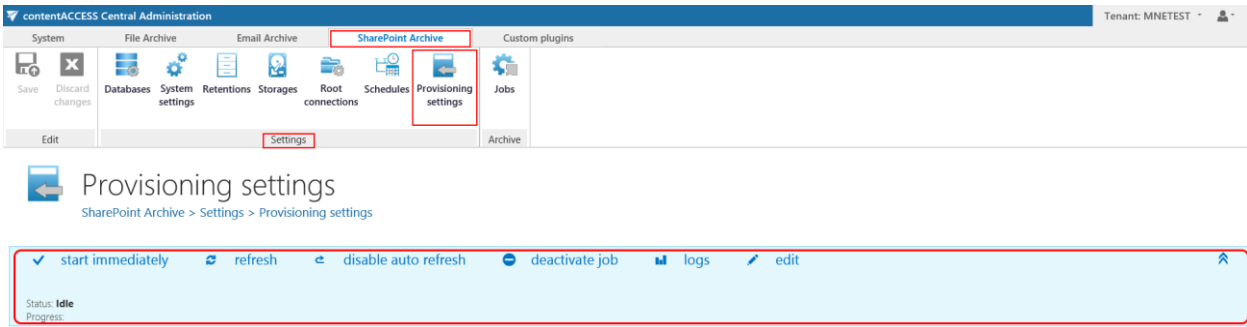 contentACCESS Central Administration Tenant: MNETEST
System File Archive Email Archive SharePoint Archive Custom plugins
Save Discard changes Databases System settings Retentions Storages Root connections Schedules Provisioning settings Jobs
Edit Settings Archive
Provisioning settings
SharePoint Archive > Settings > Provisioning settings
start immediately refresh disable auto refresh deactivate job logs edit
Status: Idle
Progress: